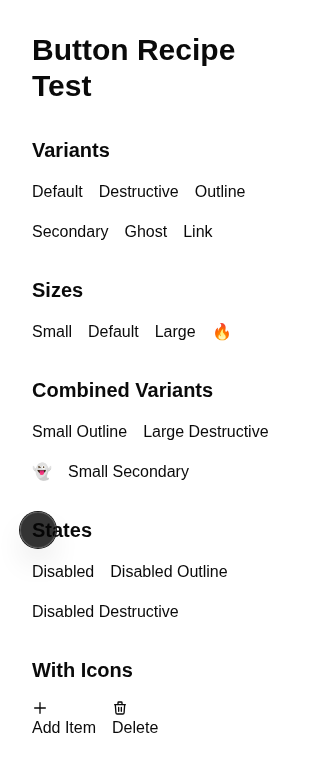 Button Recipe
Test
Variants
Default Destructive Outline
Secondary Ghost Link
Sizes
Small Default Large 🔥
Combined Variants
Small Outline Large Destructive
👻 Small Secondary
States
Disabled Disabled Outline
Disabled Destructive
With Icons
Add Item Delete